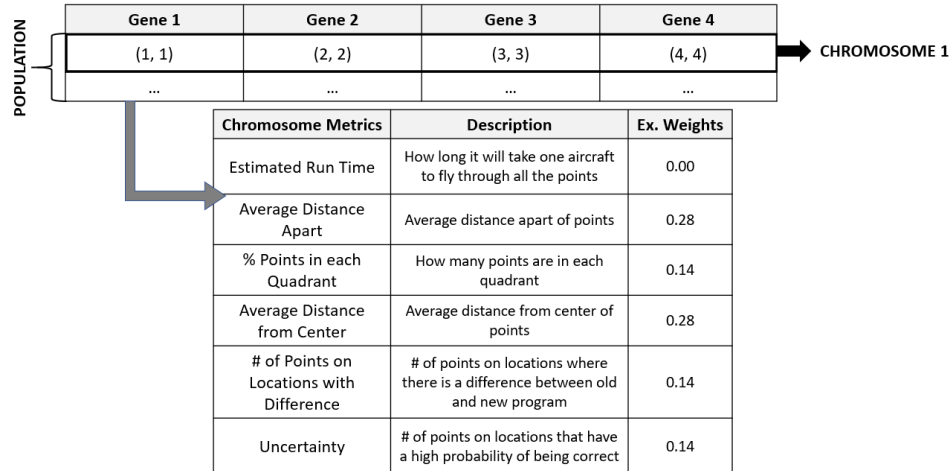 POPULATION
Gene 1 Gene 2 Gene 3 Gene 4
(1, 1) (2, 2) (3, 3) (4, 4)
CHROMOSOME 1
... ... ... ...
Chromosome Metrics Description Ex. Weights
Estimated Run Time
How long it will take one aircraft
to fly through all the points
0.00
Average Distance
Apart
Average distance apart of points
0.28
% Points in each
Quadrant
How many points are in each
quadrant
0.14
Average Distance
from Center
Average distance from center of
points
0.28
# of Points on
Locations with
Difference
# of points on locations where
there is a difference between old
and new program
0.14
Uncertainty
# of points on locations that have
a high probability of being correct
0.14